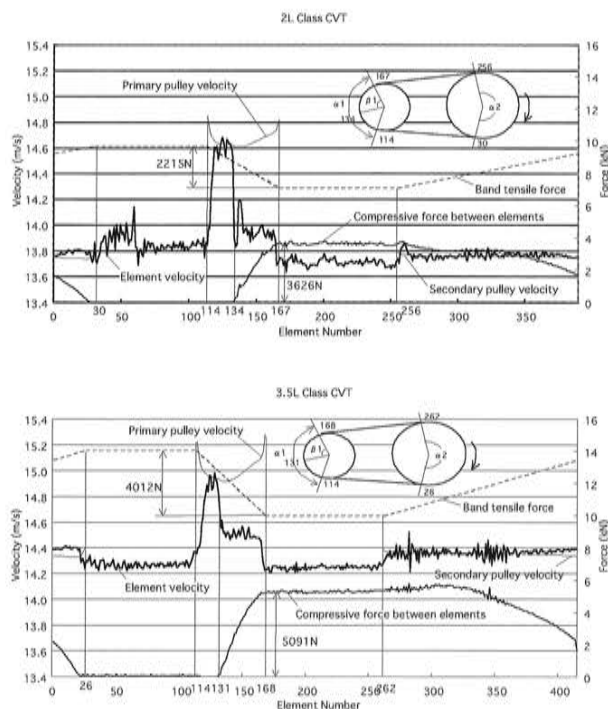 2L Class CVT
15.4 16
15.2 14
15.0 12
14.8 10
14.6 8
14.4 6
14.2 4
14.0 2
13.8 0
13.6
13.4
Velocity (m/s)
Force (kN)
Primary pulley velocity
167
256
α1
β1
134
α2
114
30
2215N
Band tensile force
Compressive force between elements
Element velocity
Secondary pulley velocity
3626N
0 30 50 100 114 134 167 200 250 256 300 350
Element Number
3.5L Class CVT
15.4 16
15.2 14
15.0 12
14.8 10
14.6 8
14.4 6
14.2 4
14.0 2
13.8 0
13.6
13.4
Velocity (m/s)
Force (kN)
Primary pulley velocity
168
262
α1
β1
131
α2
114
26
4012N
Band tensile force
Element velocity
Secondary pulley velocity
Compressive force between elements
5091N
0 26 50 100 114 131 150 168 200 250 262 300 350 400
Element Number